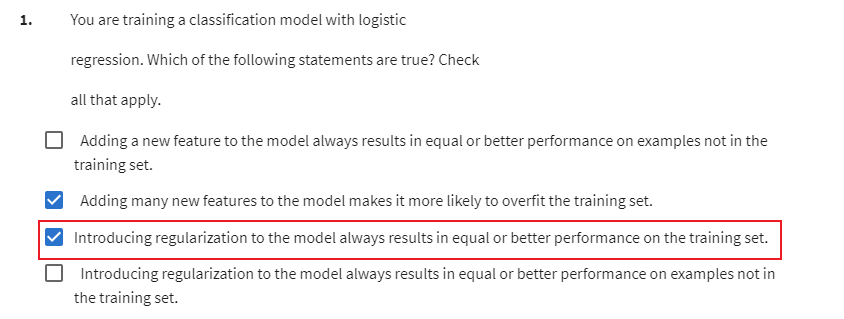 1. You are training a classification model with logistic
regression. Which of the following statements are true? Check
all that apply.
Adding a new feature to the model always results in equal or better performance on examples not in the
training set.
Adding many new features to the model makes it more likely to overfit the training set.
Introducing regularization to the model always results in equal or better performance on the training set.
Introducing regularization to the model always results in equal or better performance on examples not in
the training set.